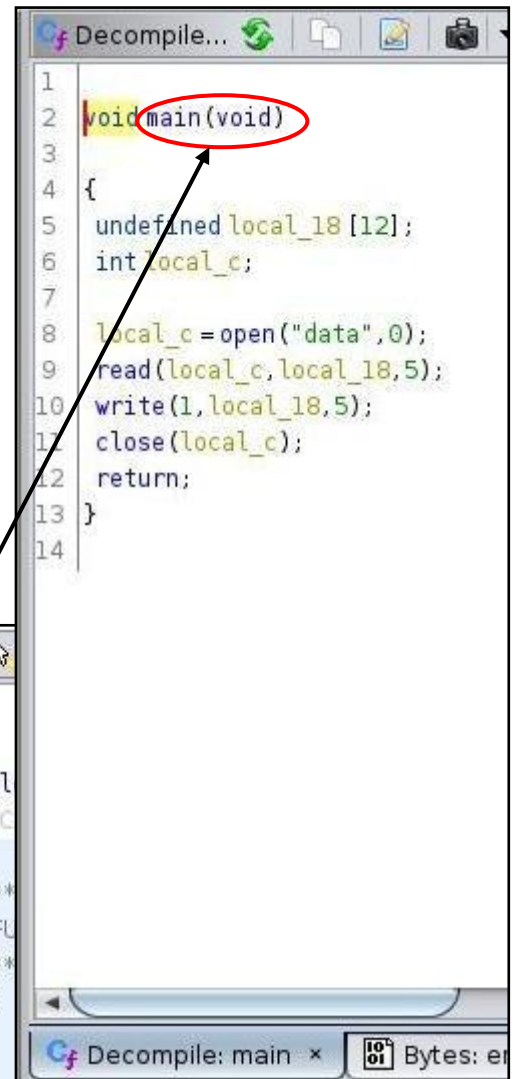 Decompile...
1
2 void main(void)
3
4 {
5 undefined local_18 [12];
6 int local_c;
7
8 local_c = open("data",0);
9 read(local_c,local_18,5);
10 write(1,local_18,5);
11 close(local_c);
12 return;
13 }
14
Decompile: main × Bytes: